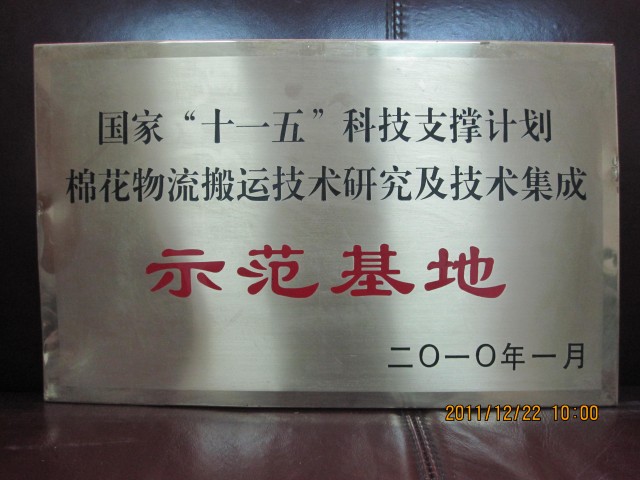 国家“十一五”科技支撑计划
棉花物流搬运技术研究及技术集成
示范基地
二〇一〇年一月
2011/12/22 10:00